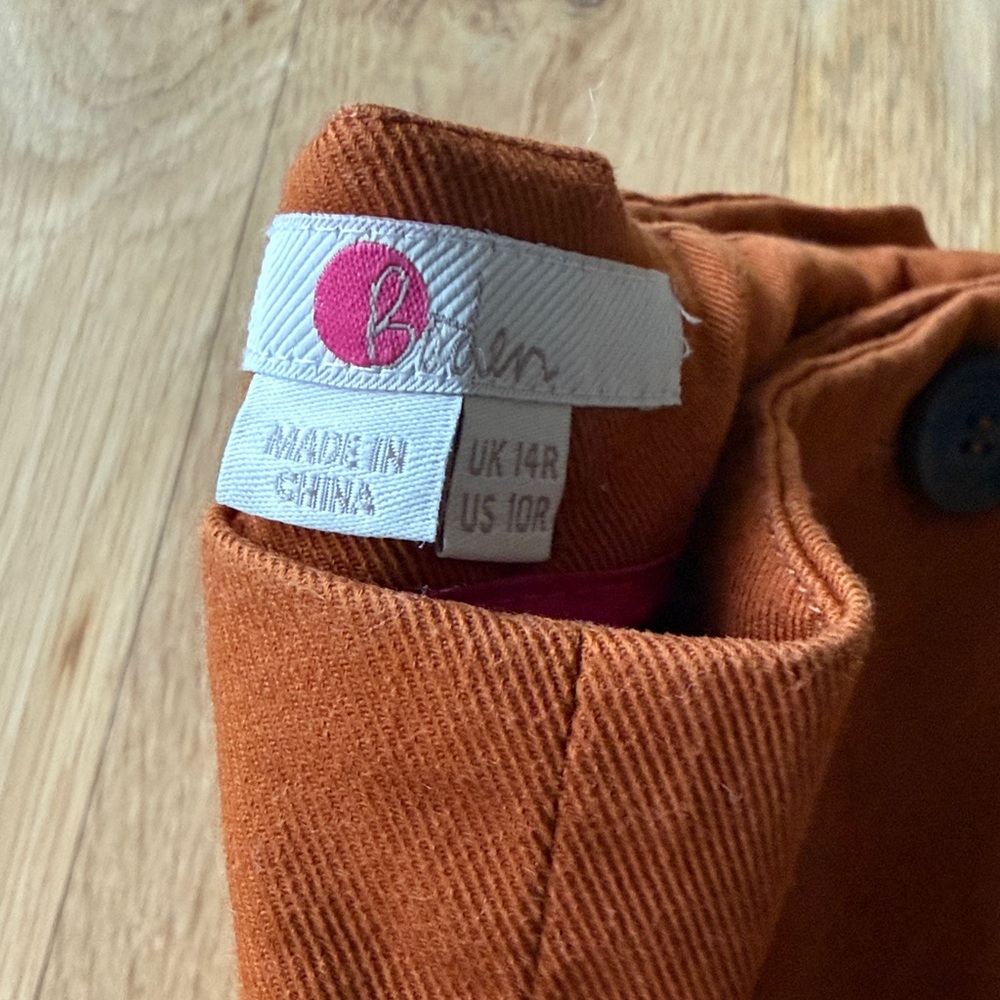 Boden
MADE IN
CHINA
UK 14R
US 10R